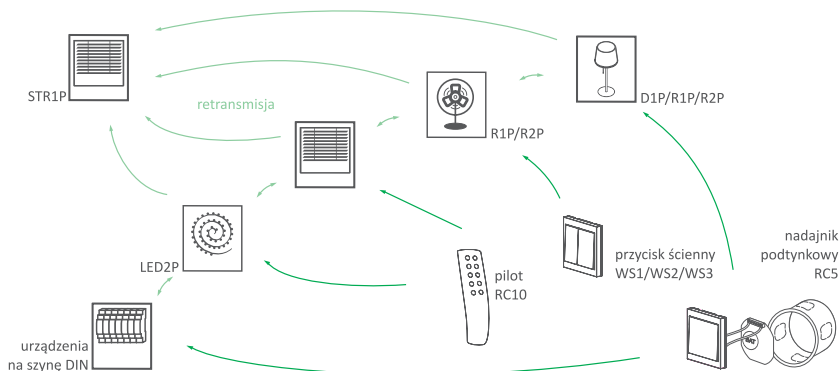 STR1P
retransmisja
R1P/R2P
D1P/R1P/R2P
LED2P
pilot
RC10
przycisk ścienny
WS1/WS2/WS3
nadajnik
podtynkowy
RC5
urządzenia
na szynę DIN
BAT